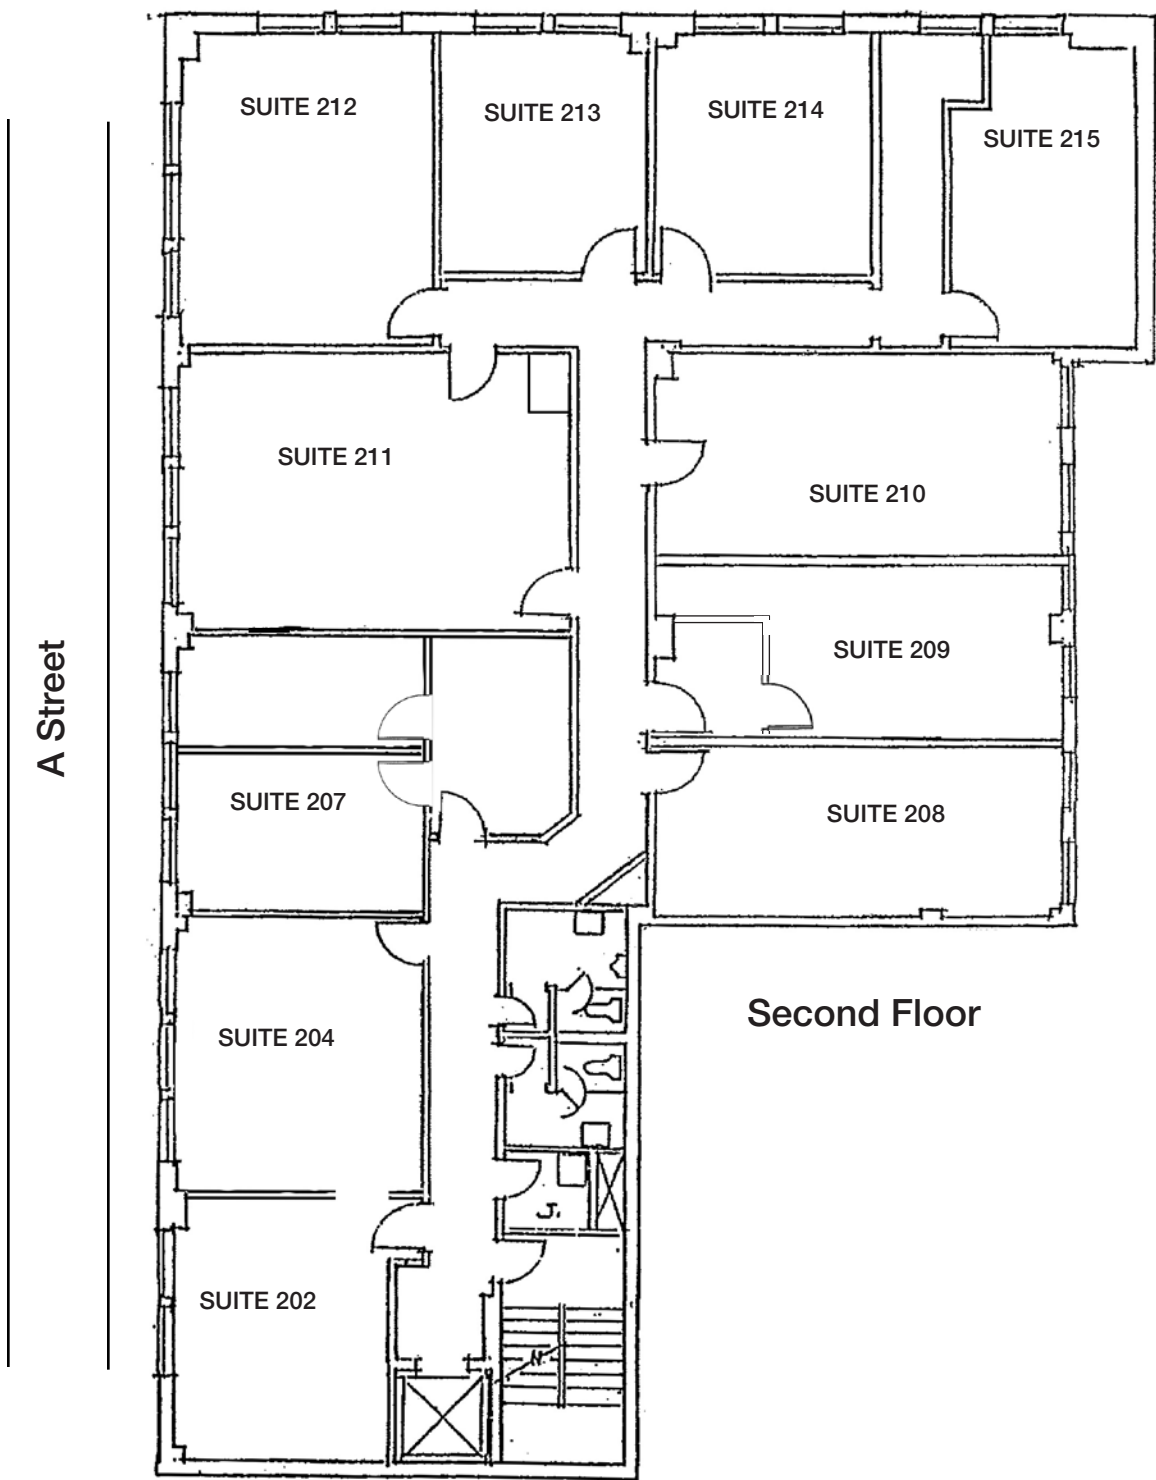 SUITE 212
SUITE 213
SUITE 214
SUITE 215
SUITE 211
SUITE 210
SUITE 209
A Street
SUITE 207
SUITE 208
Second Floor
SUITE 204
J.
SUITE 202